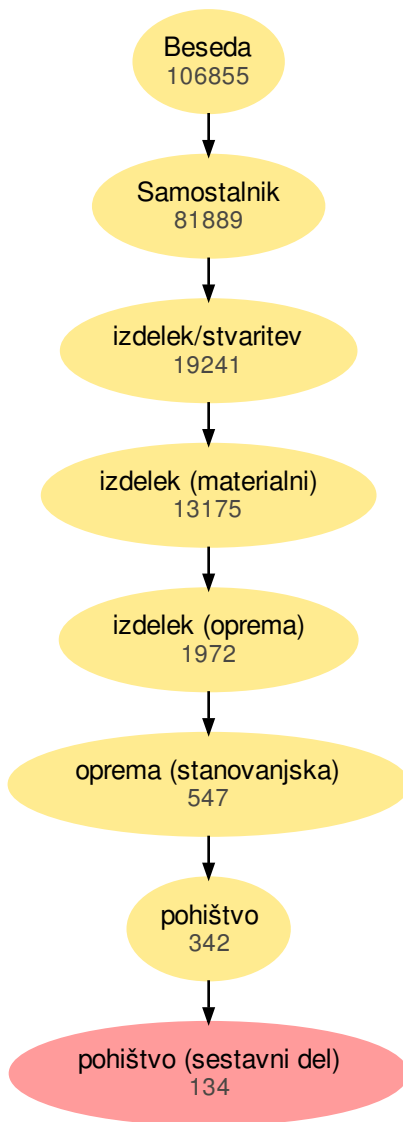 Beseda
106855
Samostalnik
81889
izdelek/stvaritev
19241
izdelek (materialni)
13175
izdelek (oprema)
1972
oprema (stanovanjska)
547
pohištvo
342
pohištvo (sestavni del)
134